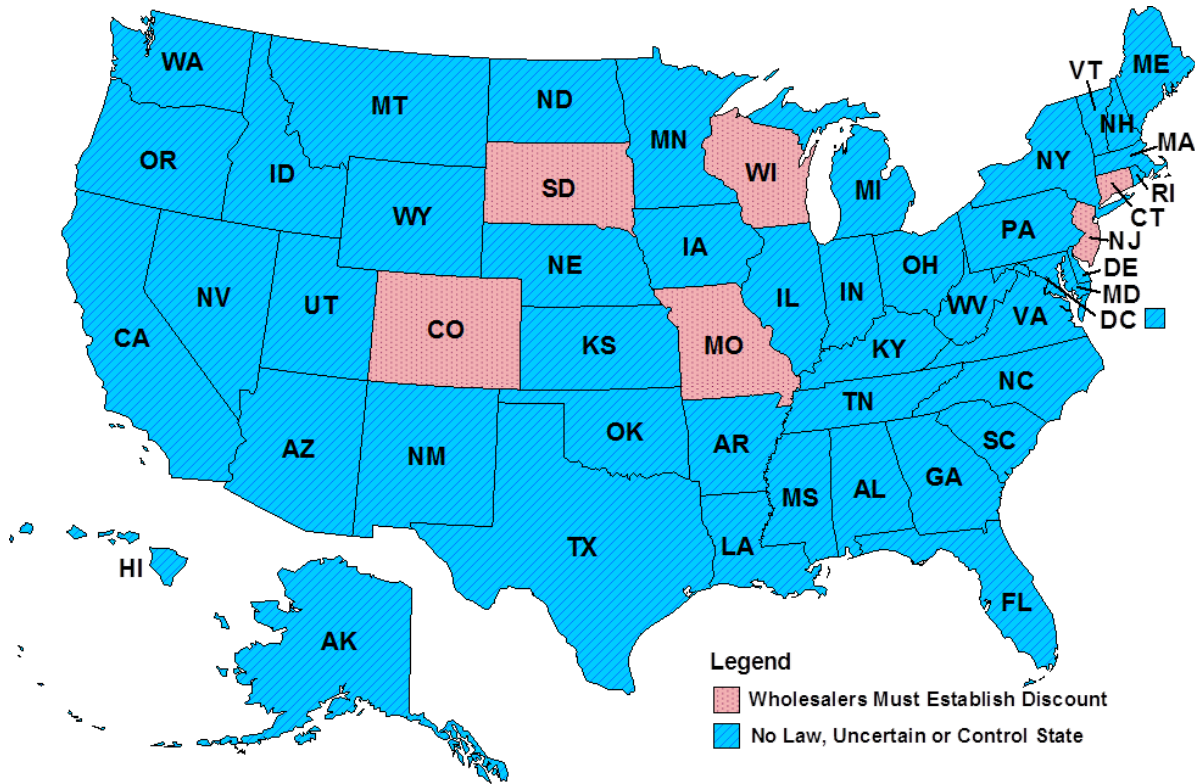 WA
MT
ND
MN
VT
ME
NH
MA
OR
ID
SD
WI
NY
MI
RI
CT
WY
PA
NJ
IA
NE
OH
DE
MD
DC
NV
UT
IL
IN
WV
VA
CA
CO
KS
MO
KY
NC
TN
OK
AR
SC
AZ
NM
MS
AL
GA
TX
LA
HI
FL
AK
Legend
Wholesalers Must Establish Discount
No Law, Uncertain or Control State